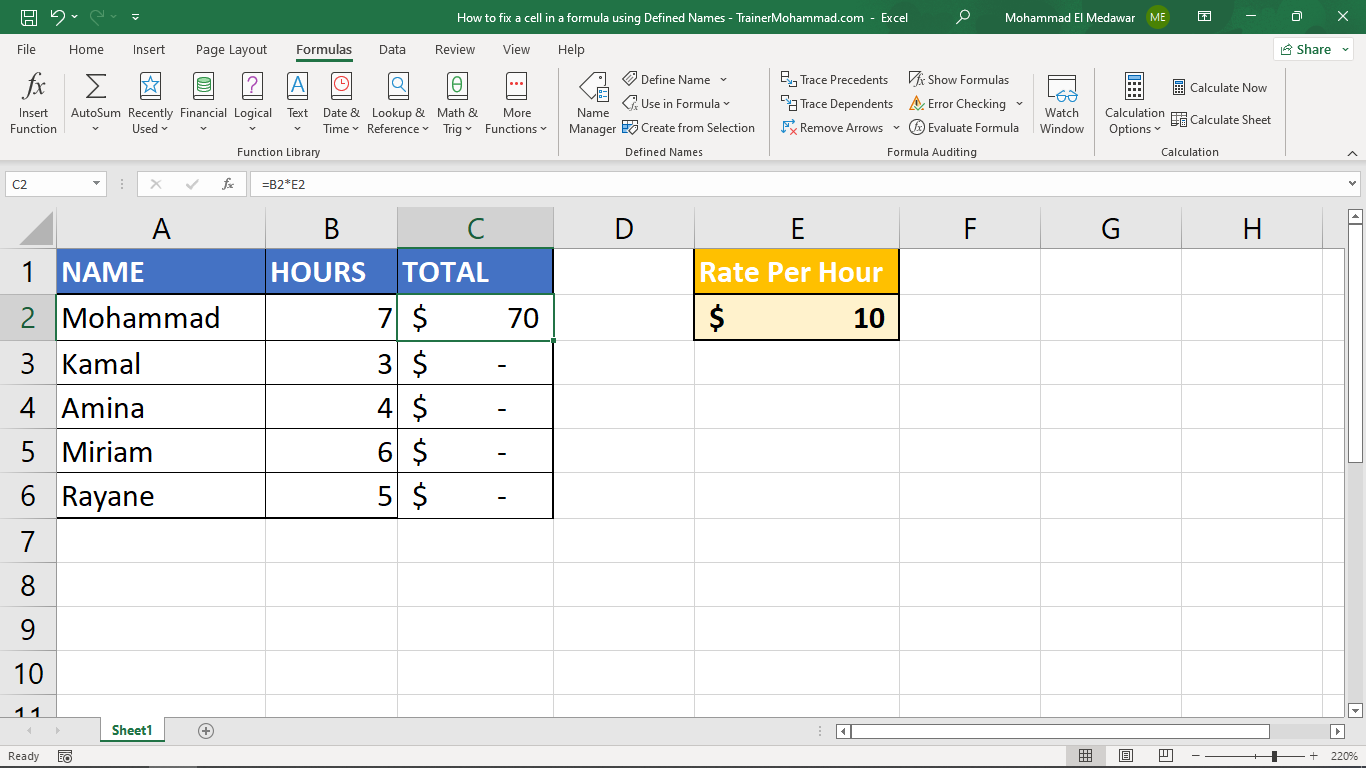 How to fix a cell in a formula using Defined Names - TrainerMohammad.com - Excel
Mohammad El Medawar ME
File Home Insert Page Layout Formulas Data Review View Help
Share
fx Insert Function
Σ AutoSum
Recently Used
Financial
? Logical
A Text
Date & Time
Lookup & Reference
θ Math & Trig
More Functions
Function Library
Name Manager
Define Name
Use in Formula
Create from Selection
Defined Names
Trace Precedents
Trace Dependents
Remove Arrows
Show Formulas
Error Checking
Evaluate Formula
Formula Auditing
Watch Window
Calculation Options
Calculate Now
Calculate Sheet
Calculation
C2 fx =B2*E2
A B C D E F G H
1 NAME HOURS TOTAL Rate Per Hour
2 Mohammad 7 $ 70 $ 10
3 Kamal 3 $ -
4 Amina 4 $ -
5 Miriam 6 $ -
6 Rayane 5 $ -
7
8
9
10
11
Sheet1
Ready 220%